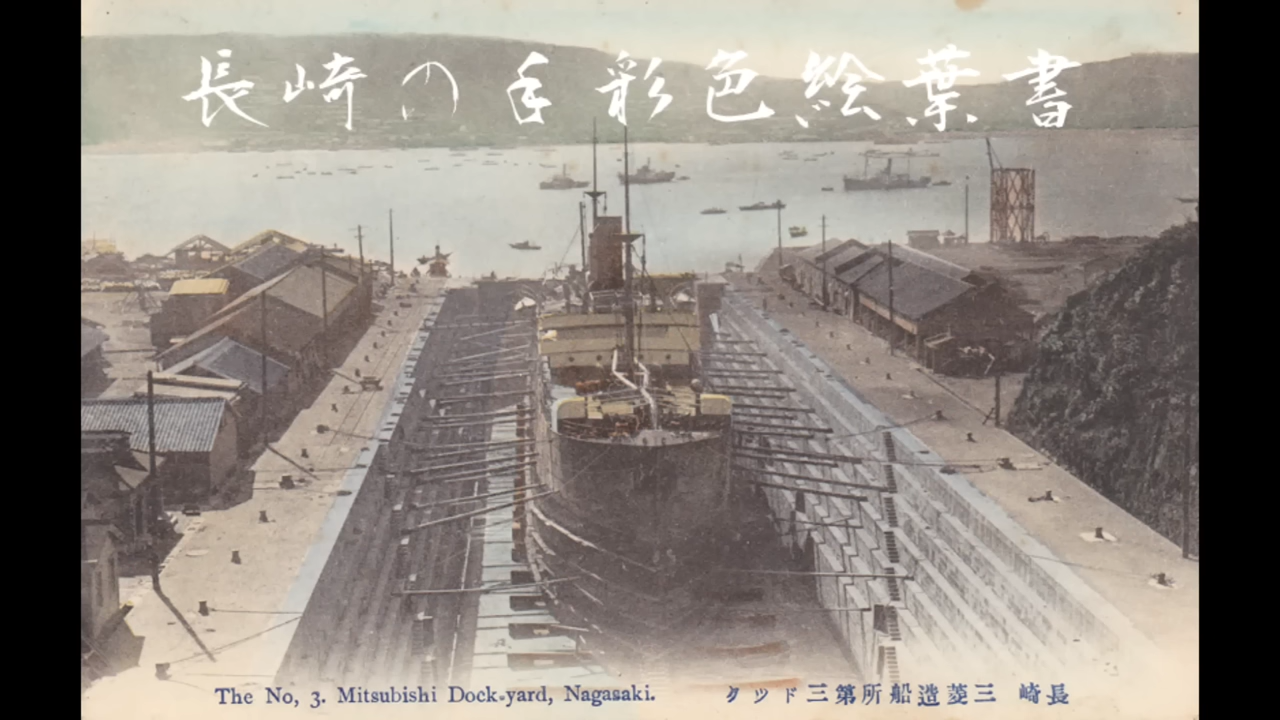 長崎の手彩色絵葉書
The No, 3. Mitsubishi Dock-yard, Nagasaki.
長崎 三菱造船所第三ドツク